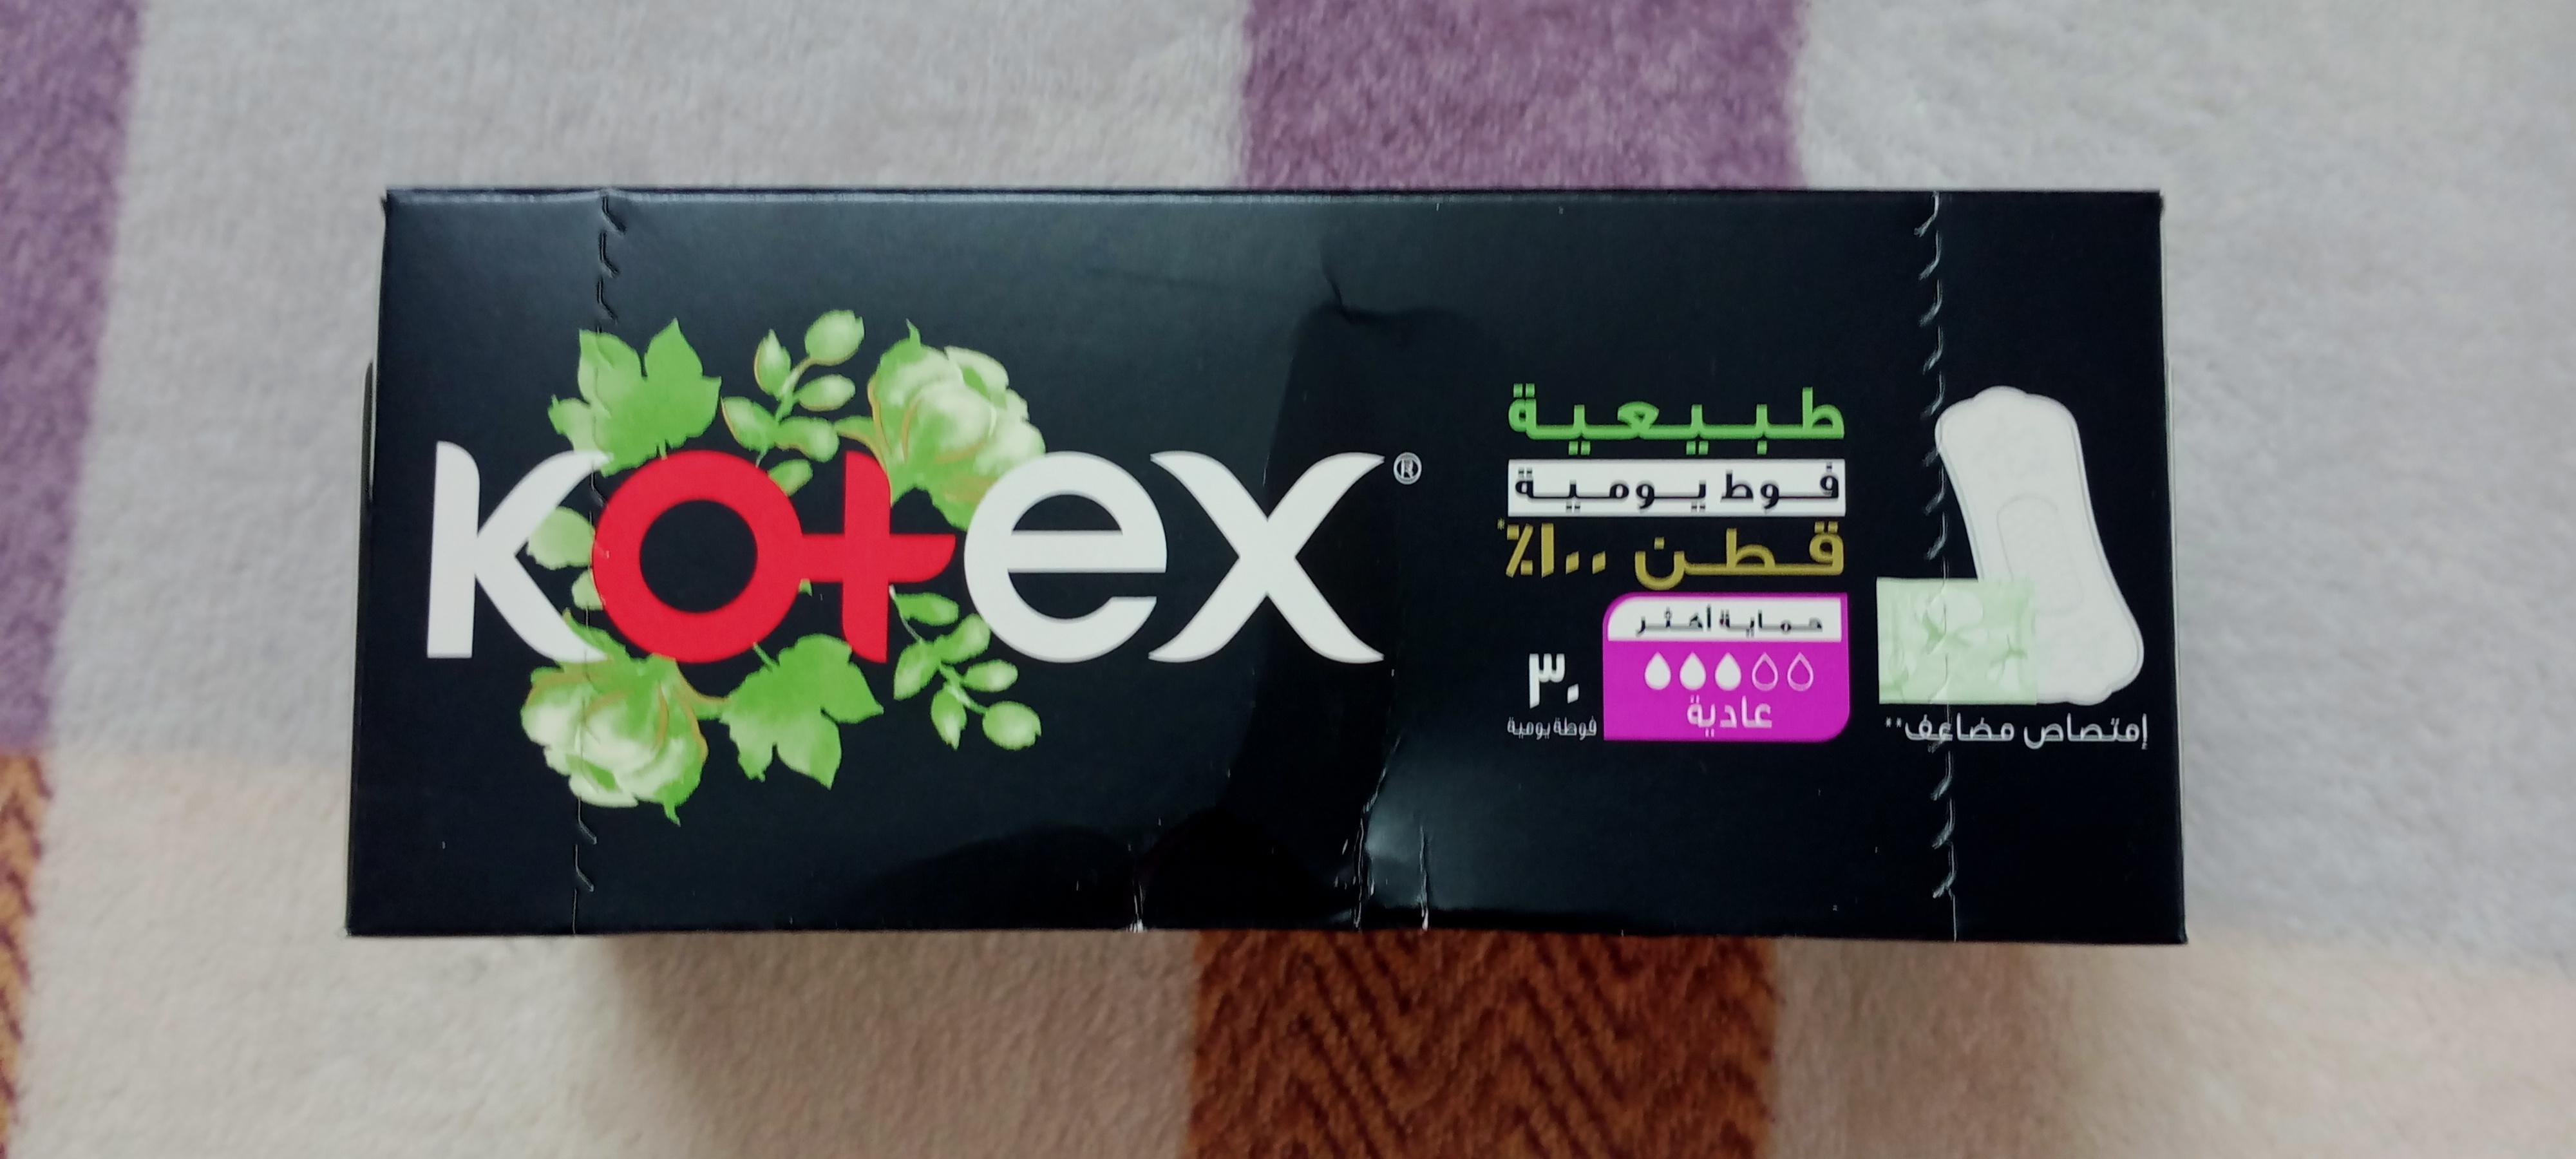 Kotex®
طبيعية
فوط يومية
قطن ١٠٠٪*
حماية أكثر
عادية
٣٠
فوطة يومية
إمتصاص مضاعف**